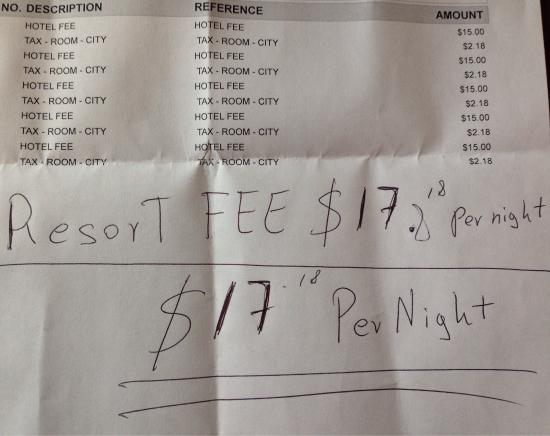 NO. DESCRIPTION REFERENCE AMOUNT
HOTEL FEE HOTEL FEE $15.00
TAX - ROOM - CITY TAX - ROOM - CITY $2.18
HOTEL FEE HOTEL FEE $15.00
TAX - ROOM - CITY TAX - ROOM - CITY $2.18
HOTEL FEE HOTEL FEE $15.00
TAX - ROOM - CITY TAX - ROOM - CITY $2.18
HOTEL FEE HOTEL FEE $15.00
TAX - ROOM - CITY TAX - ROOM - CITY $2.18
HOTEL FEE HOTEL FEE $15.00
TAX - ROOM - CITY TAX - ROOM - CITY $2.18
ResorT FEE $17.18 Per night
$17.18 Per Night